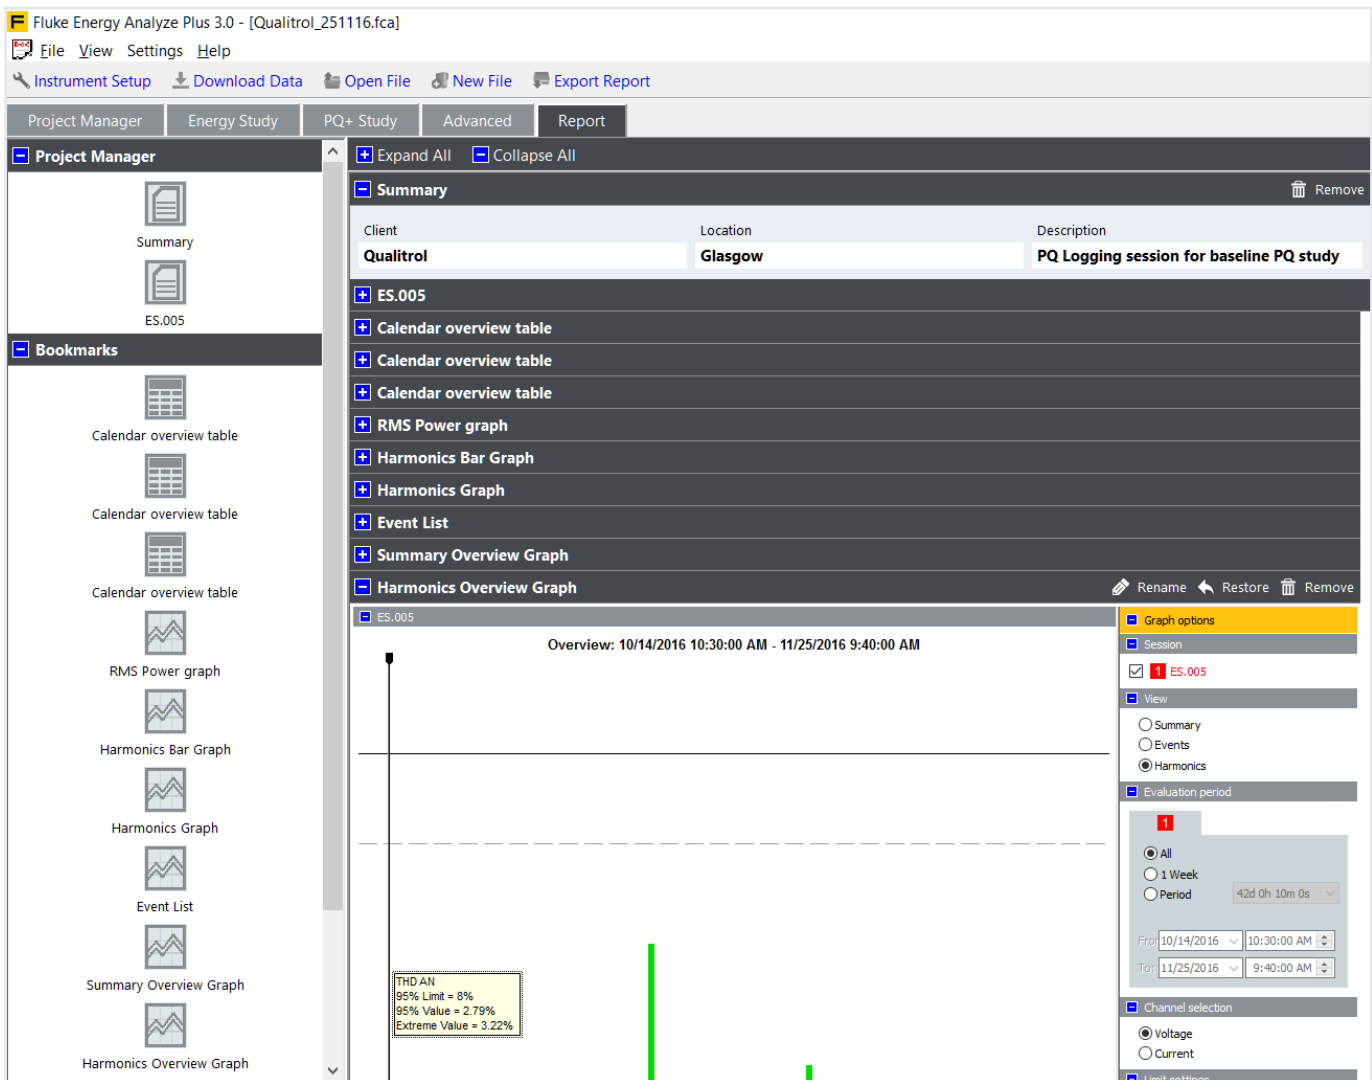 Fluke Energy Analyze Plus 3.0 - [Qualitrol_251116.fca]
File View Settings Help
Instrument Setup Download Data Open File New File Export Report
Project Manager Energy Study PQ+ Study Advanced Report
Project Manager
Summary
ES.005
Bookmarks
Calendar overview table
Calendar overview table
Calendar overview table
RMS Power graph
Harmonics Bar Graph
Harmonics Graph
Event List
Summary Overview Graph
Harmonics Overview Graph
Expand All Collapse All
Summary Remove
Client Location Description
Qualitrol Glasgow PQ Logging session for baseline PQ study
ES.005
Calendar overview table
Calendar overview table
Calendar overview table
RMS Power graph
Harmonics Bar Graph
Harmonics Graph
Event List
Summary Overview Graph
Harmonics Overview Graph Rename Restore Remove
ES.005
Overview: 10/14/2016 10:30:00 AM - 11/25/2016 9:40:00 AM
THD AN
95% Limit = 8%
95% Value = 2.79%
Extreme Value = 3.22%
Graph options
Session
1 ES.005
View
Summary
Events
Harmonics
Evaluation period
1
All
1 Week
Period 42d 0h 10m 0s
10/14/2016 10:30:00 AM
To: 11/25/2016 9:40:00 AM
Channel selection
Voltage
Current
Limit settings